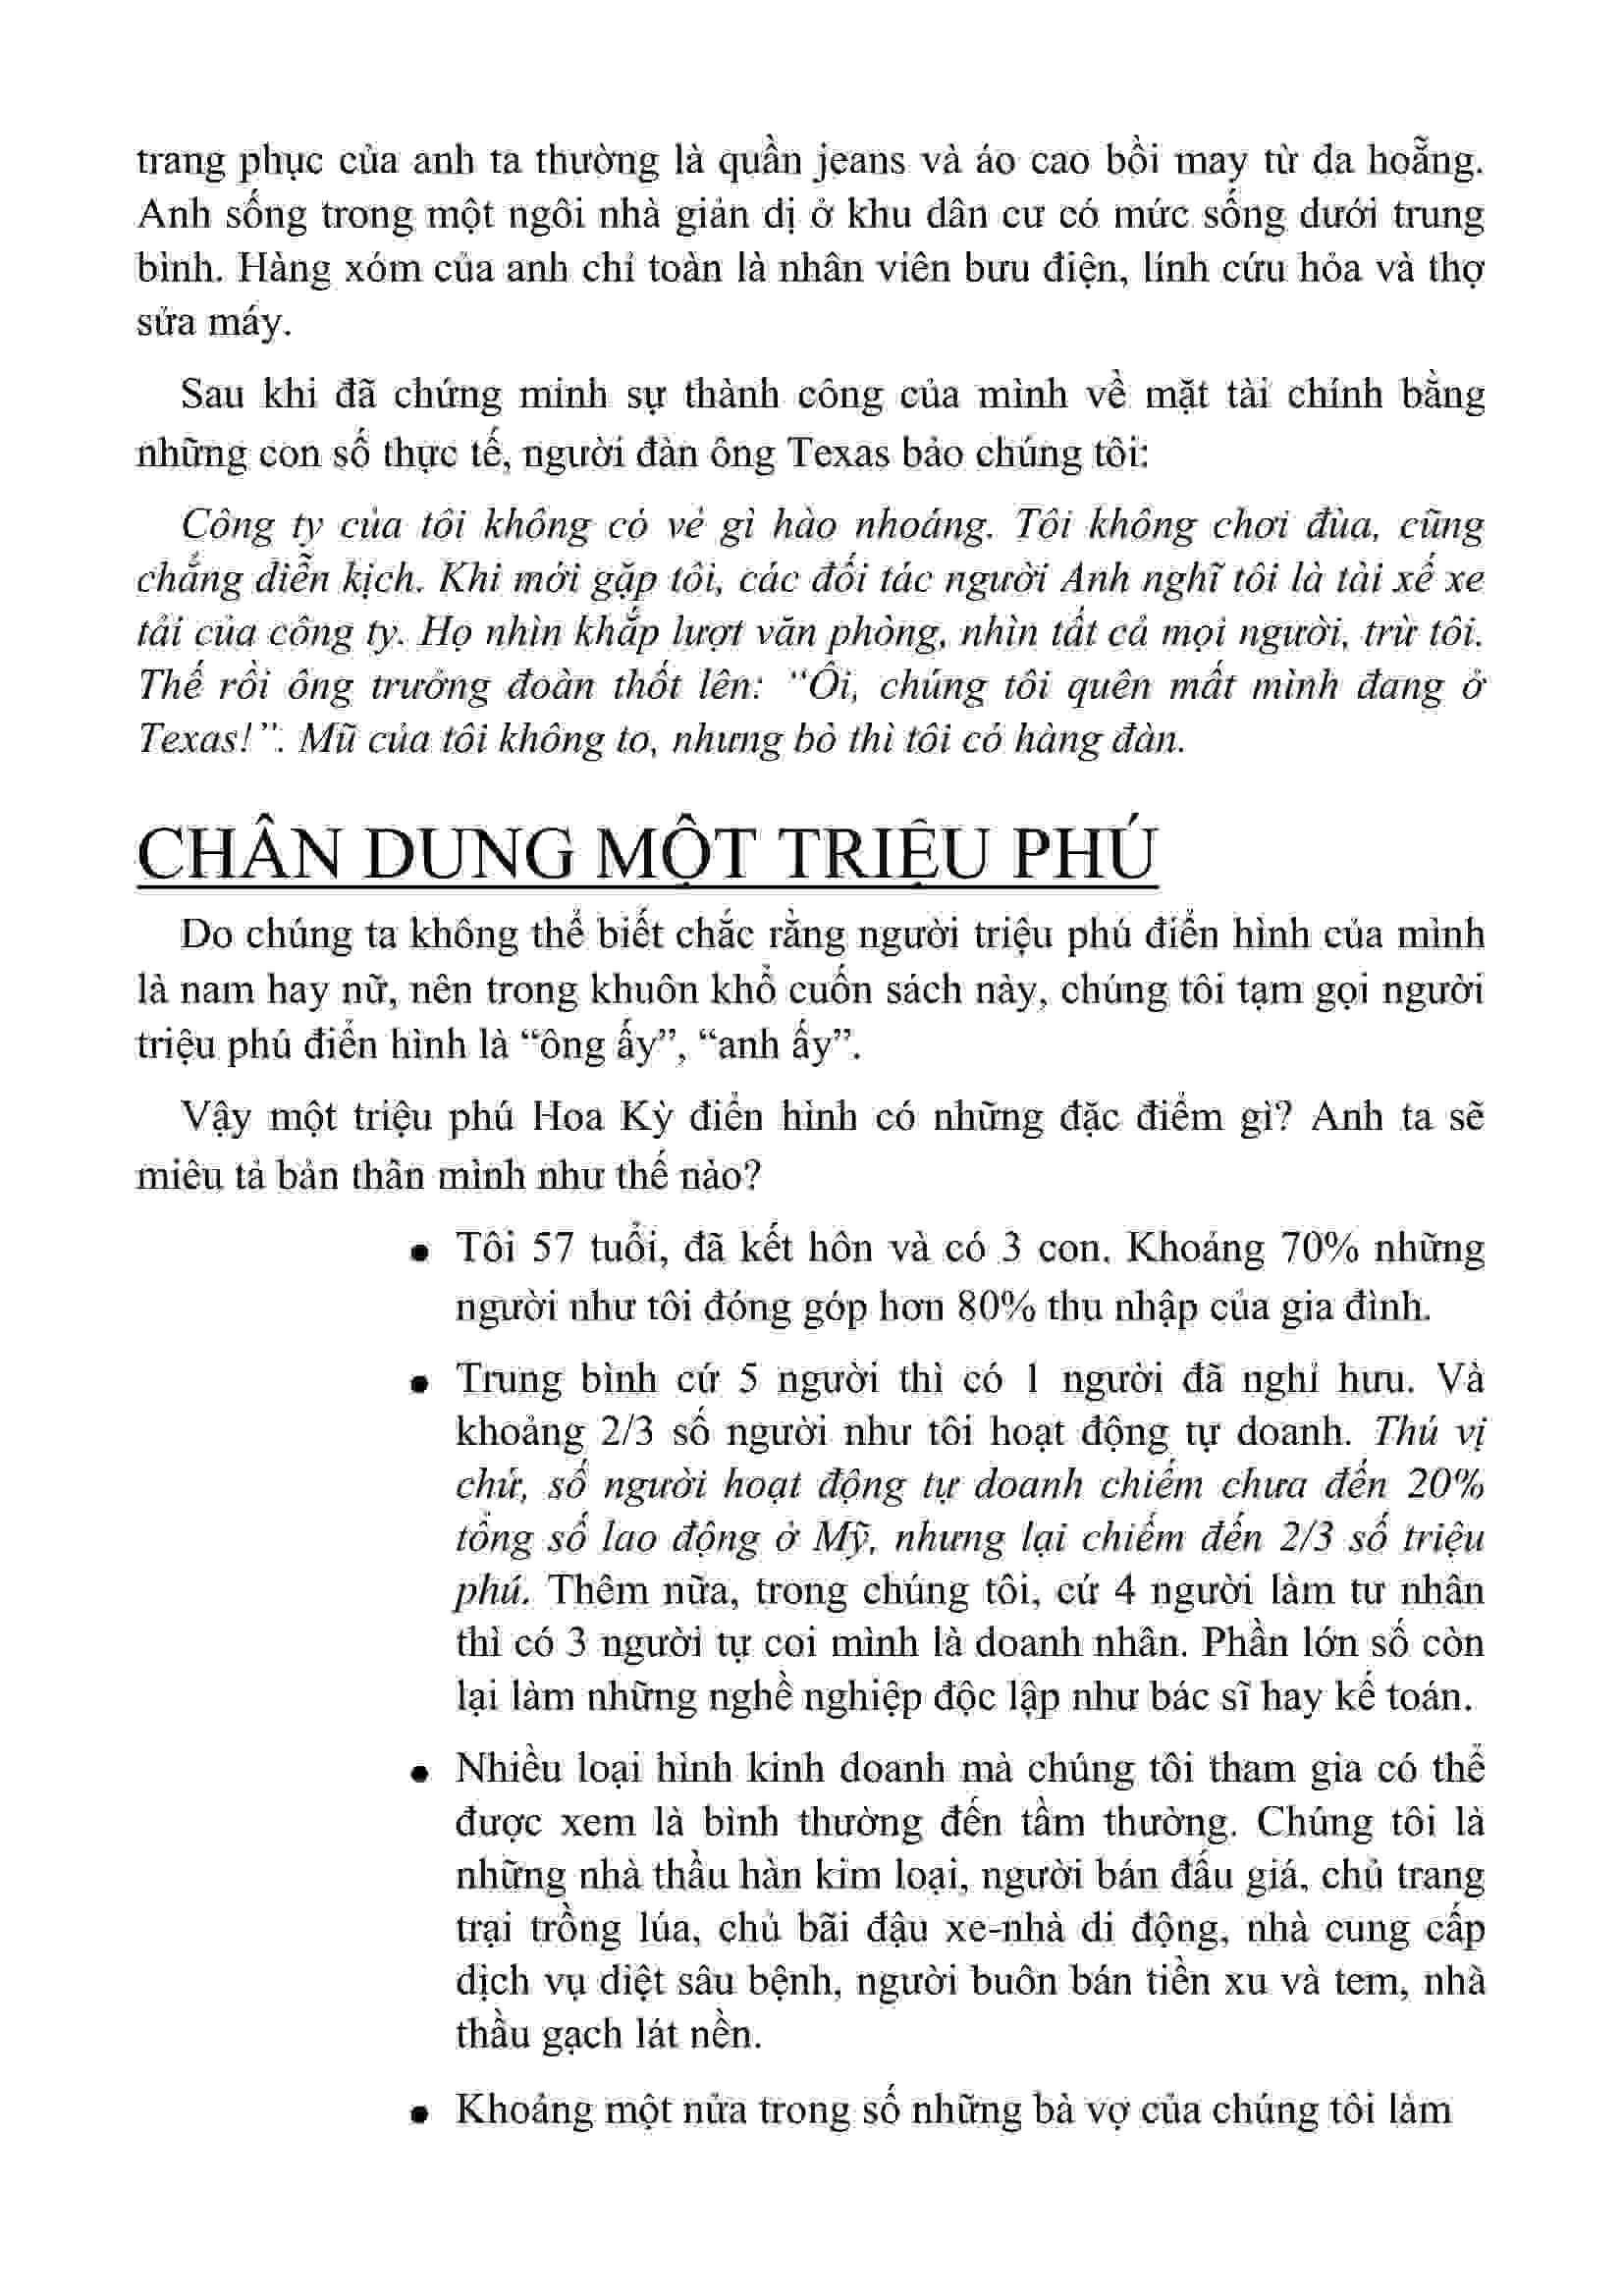 trang phục của anh ta thường là quần jeans và áo cao bồi may từ da hoẵng.
Anh sống trong một ngôi nhà giản dị ở khu dân cư có mức sống dưới trung
bình. Hàng xóm của anh chỉ toàn là nhân viên bưu điện, lính cứu hỏa và thợ
sửa máy.
Sau khi đã chứng minh sự thành công của mình về mặt tài chính bằng
những con số thực tế, người đàn ông Texas bảo chúng tôi:
Công ty của tôi không có vẻ gì hào nhoáng. Tôi không chơi đùa, cũng
chẳng diễn kịch. Khi mới gặp tôi, các đối tác người Anh nghĩ tôi là tài xế xe
tải của công ty. Họ nhìn khắp lượt văn phòng, nhìn tất cả mọi người, trừ tôi.
Thế rồi ông trưởng đoàn thốt lên: “Ôi, chúng tôi quên mất mình đang ở
Texas!”. Mũ của tôi không to, nhưng bò thì tôi có hàng đàn.
CHÂN DUNG MỘT TRIỆU PHÚ
Do chúng ta không thể biết chắc rằng người triệu phú điển hình của mình
là nam hay nữ, nên trong khuôn khổ cuốn sách này, chúng tôi tạm gọi người
triệu phú điển hình là “ông ấy”, “anh ấy”.
Vậy một triệu phú Hoa Kỳ điển hình có những đặc điểm gì? Anh ta sẽ
miêu tả bản thân mình như thế nào?
● Tôi 57 tuổi, đã kết hôn và có 3 con. Khoảng 70% những
người như tôi đóng góp hơn 80% thu nhập của gia đình.
● Trung bình cứ 5 người thì có 1 người đã nghỉ hưu. Và
khoảng 2/3 số người như tôi hoạt động tự doanh. Thú vị
chứ, số người hoạt động tự doanh chiếm chưa đến 20%
tổng số lao động ở Mỹ, nhưng lại chiếm đến 2/3 số triệu
phú. Thêm nữa, trong chúng tôi, cứ 4 người làm tư nhân
thì có 3 người tự coi mình là doanh nhân. Phần lớn số còn
lại làm những nghề nghiệp độc lập như bác sĩ hay kế toán.
● Nhiều loại hình kinh doanh mà chúng tôi tham gia có thể
được xem là bình thường đến tầm thường. Chúng tôi là
những nhà thầu hàn kim loại, người bán đấu giá, chủ trang
trại trồng lúa, chủ bãi đậu xe-nhà di động, nhà cung cấp
dịch vụ diệt sâu bệnh, người buôn bán tiền xu và tem, nhà
thầu gạch lát nền.
● Khoảng một nửa trong số những bà vợ của chúng tôi làm